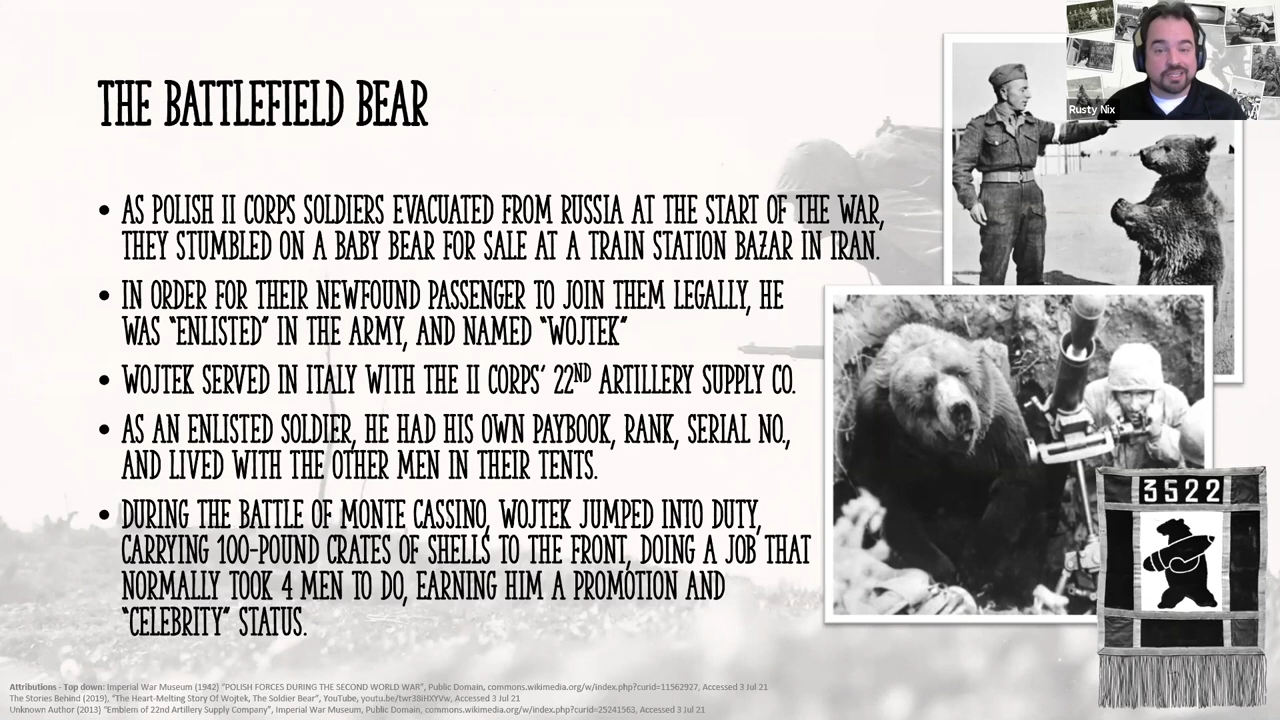 THE BATTLEFIELD BEAR
• AS POLISH II CORPS SOLDIERS EVACUATED FROM RUSSIA AT THE START OF THE WAR,
THEY STUMBLED ON A BABY BEAR FOR SALE AT A TRAIN STATION BAZAR IN IRAN.
• IN ORDER FOR THEIR NEWFOUND PASSENGER TO JOIN THEM LEGALLY, HE
WAS "ENLISTED" IN THE ARMY, AND NAMED "WOJTEK"
• WOJTEK SERVED IN ITALY WITH THE II CORPS' 22ND ARTILLERY SUPPLY CO.
• AS AN ENLISTED SOLDIER, HE HAD HIS OWN PAYBOOK, RANK, SERIAL NO.,
AND LIVED WITH THE OTHER MEN IN THEIR TENTS.
• DURING THE BATTLE OF MONTE CASSINO, WOJTEK JUMPED INTO DUTY,
CARRYING 100-POUND CRATES OF SHELLS TO THE FRONT, DOING A JOB THAT
NORMALLY TOOK 4 MEN TO DO, EARNING HIM A PROMOTION AND
"CELEBRITY" STATUS.
Rusty Nix
3522
Attributions - Top down: Imperial War Museum (1942) "POLISH FORCES DURING THE SECOND WORLD WAR", Public Domain, commons.wikimedia.org/w/index.php?curid=11562927, Accessed 3 Jul 21
The Stories Behind (2019), "The Heart-Melting Story Of Wojtek, The Soldier Bear", YouTube, youtu.be/twr38iHXYVw, Accessed 3 Jul 21
Unknown Author (2013) "Emblem of 22nd Artillery Supply Company", Imperial War Museum, Public Domain, commons.wikimedia.org/w/index.php?curid=25241563, Accessed 3 Jul 21